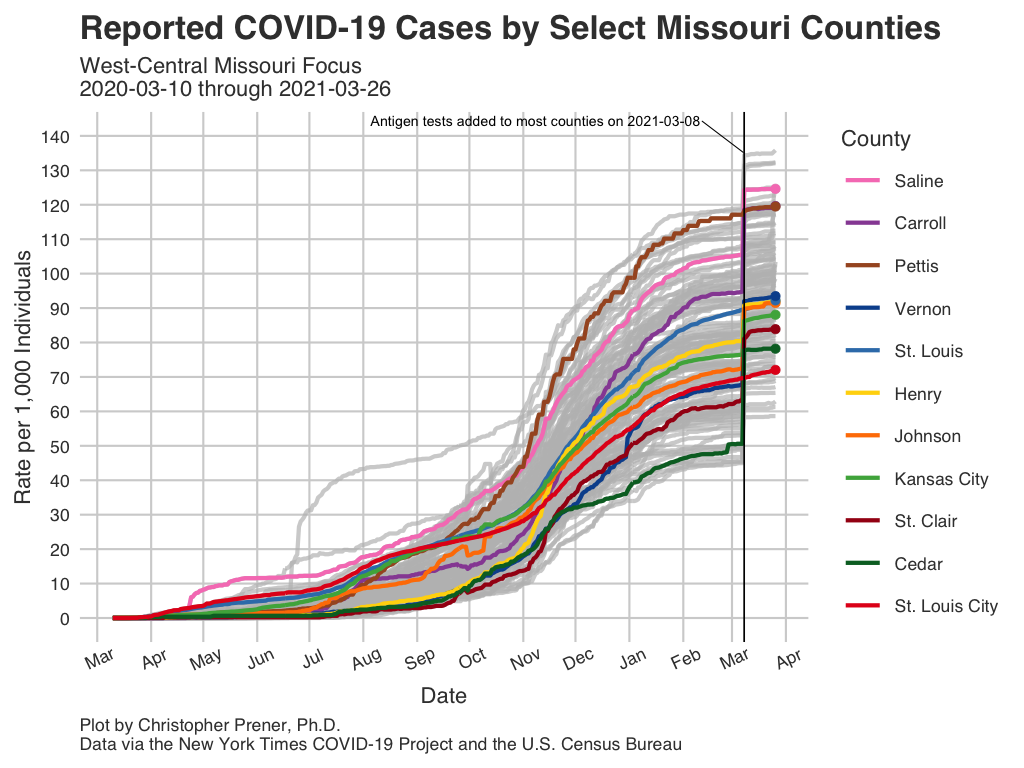 Reported COVID-19 Cases by Select Missouri Counties
West-Central Missouri Focus
2020-03-10 through 2021-03-26
Antigen tests added to most counties on 2021-03-08
Rate per 1,000 Individuals
140
130
120
110
100
90
80
70
60
50
40
30
20
10
0
Mar Apr May Jun Jul Aug Sep Oct Nov Dec Jan Feb Mar Apr
Date
County
Saline
Carroll
Pettis
Vernon
St. Louis
Henry
Johnson
Kansas City
St. Clair
Cedar
St. Louis City
Plot by Christopher Prener, Ph.D.
Data via the New York Times COVID-19 Project and the U.S. Census Bureau